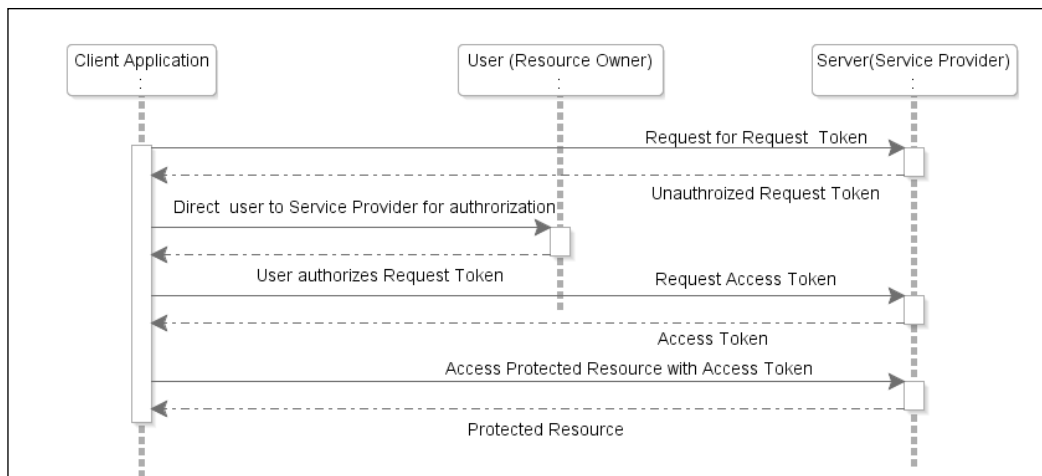 Client Application
:
User (Resource Owner)
:
Server(Service Provider)
:
Request for Request Token
Unauthroized Request Token
Direct user to Service Provider for authrorization
User authorizes Request Token
Request Access Token
Access Token
Access Protected Resource with Access Token
Protected Resource